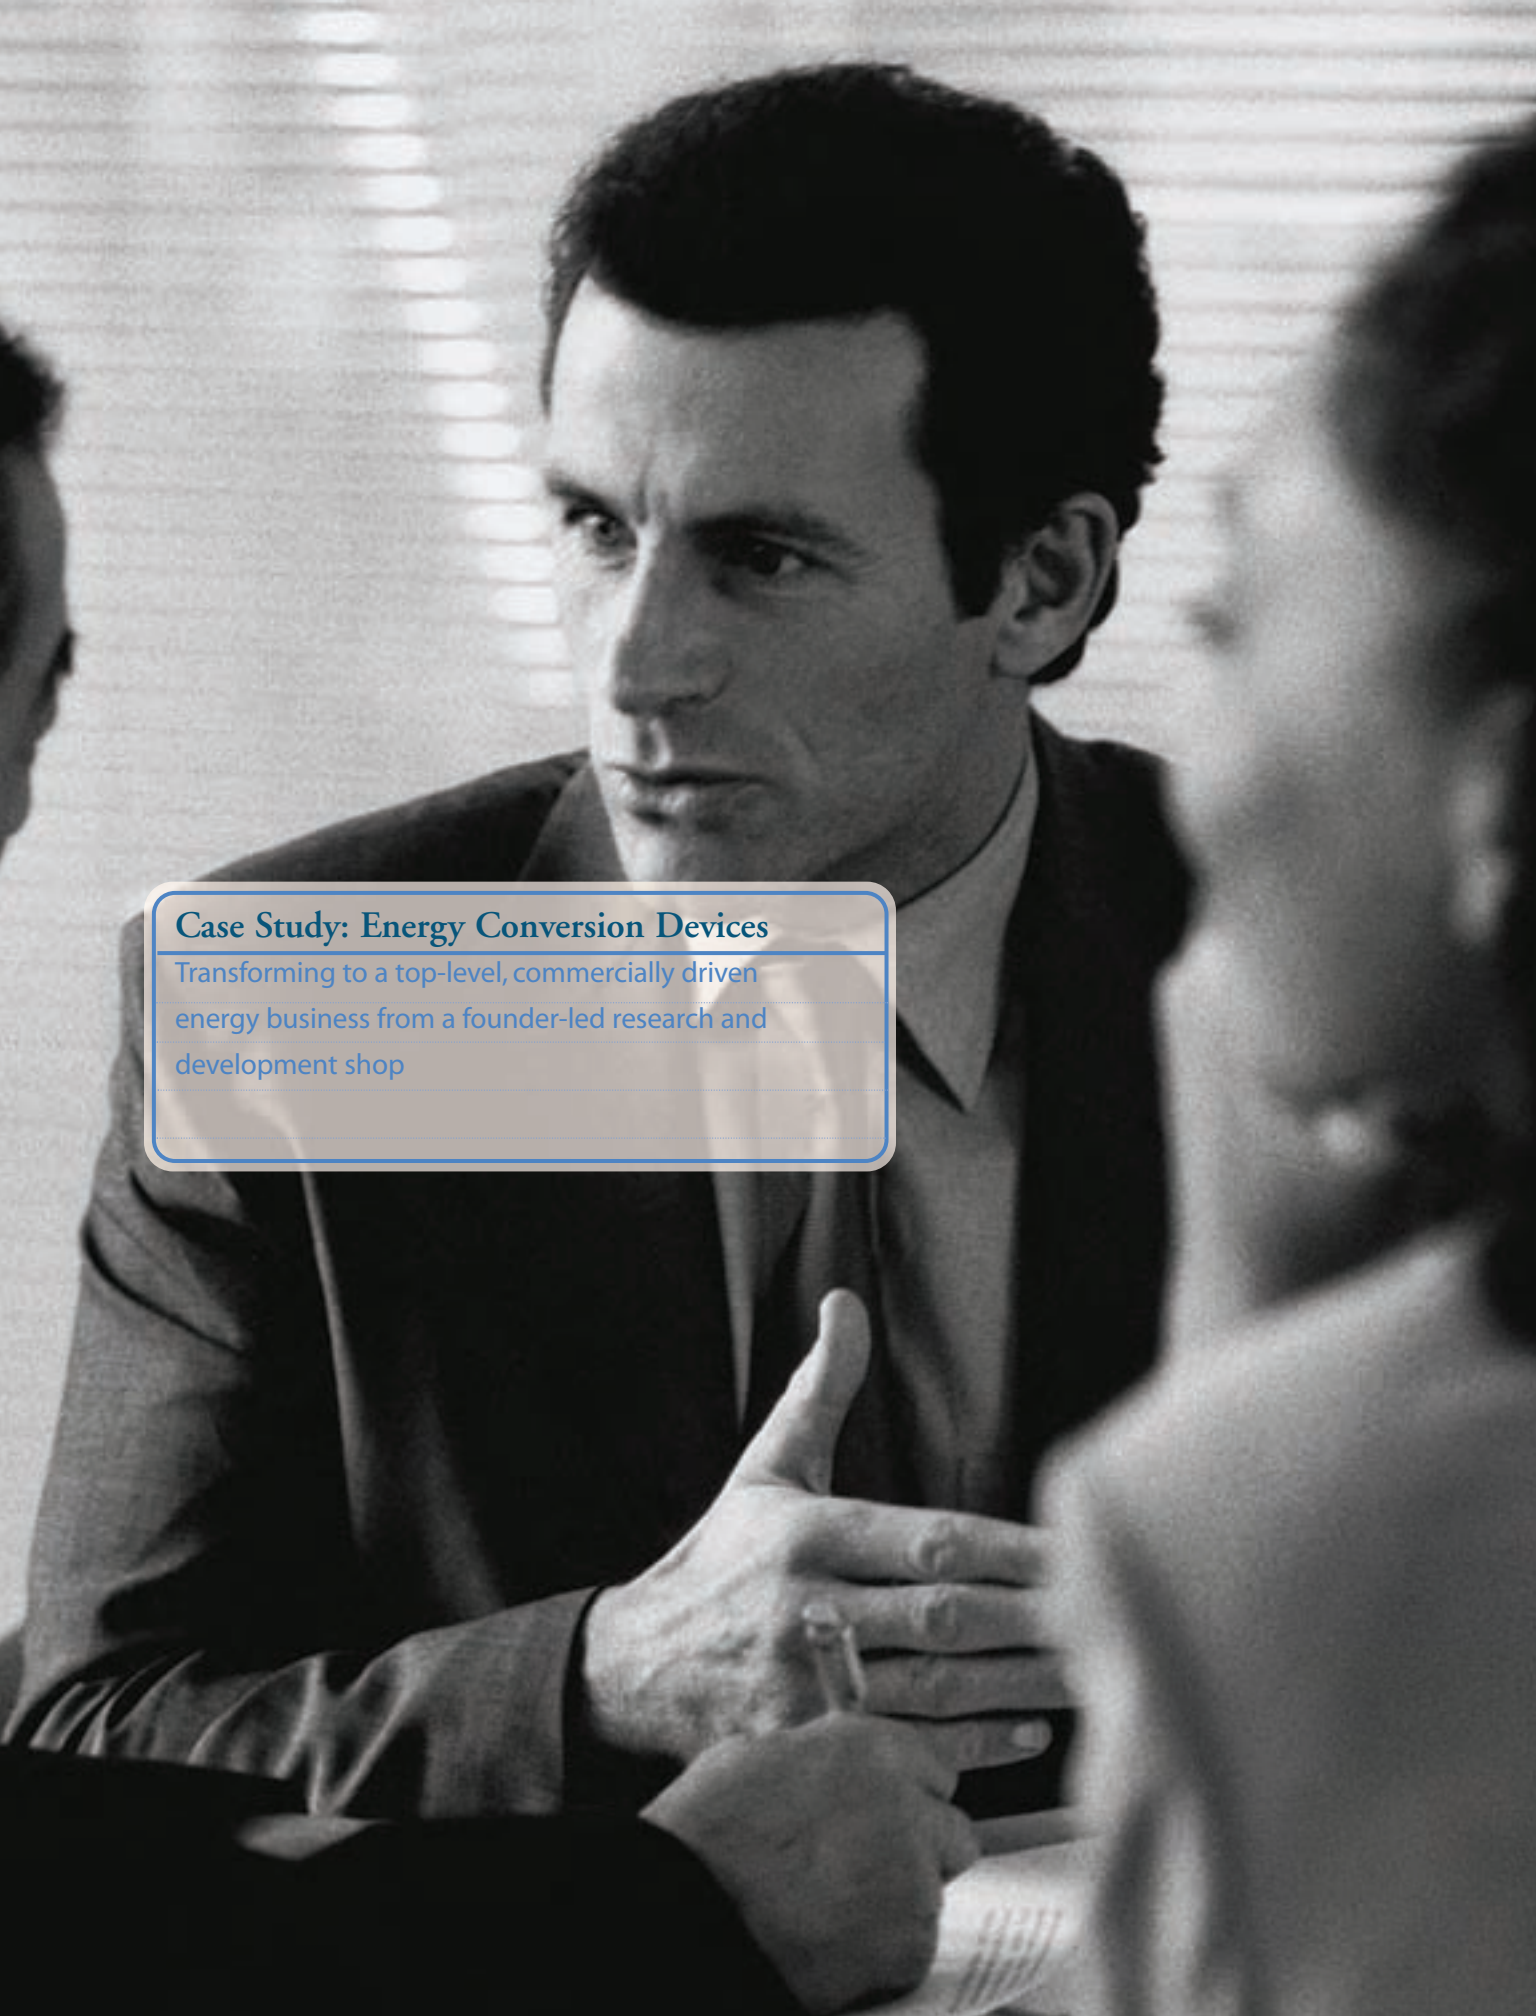 Case Study: Energy Conversion Devices
Transforming to a top-level, commercially driven
energy business from a founder-led research and
development shop